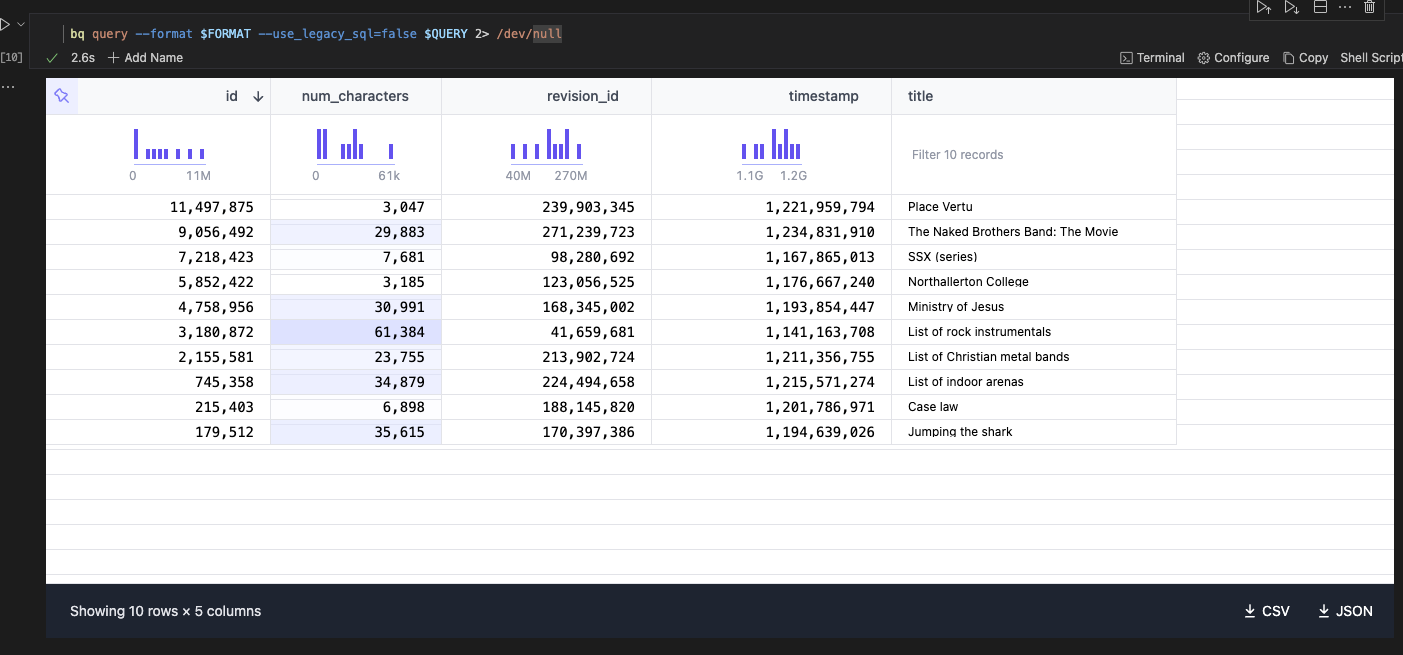 bq query --format $FORMAT --use_legacy_sql=false $QUERY 2> /dev/null
[10] 2.6s Add Name Terminal Configure Copy Shell Script
id num_characters revision_id timestamp title
0 11M 0 61k 40M 270M 1.1G 1.2G Filter 10 records
11,497,875 3,047 239,903,345 1,221,959,794 Place Vertu
9,056,492 29,883 271,239,723 1,234,831,910 The Naked Brothers Band: The Movie
7,218,423 7,681 98,280,692 1,167,865,013 SSX (series)
5,852,422 3,185 123,056,525 1,176,667,240 Northallerton College
4,758,956 30,991 168,345,002 1,193,854,447 Ministry of Jesus
3,180,872 61,384 41,659,681 1,141,163,708 List of rock instrumentals
2,155,581 23,755 213,902,724 1,211,356,755 List of Christian metal bands
745,358 34,879 224,494,658 1,215,571,274 List of indoor arenas
215,403 6,898 188,145,820 1,201,786,971 Case law
179,512 35,615 170,397,386 1,194,639,026 Jumping the shark
Showing 10 rows × 5 columns CSV JSON